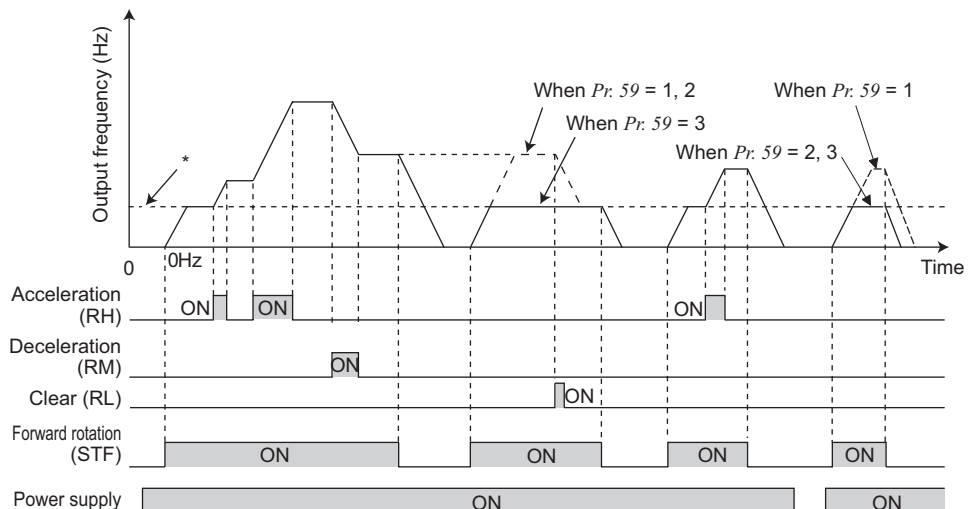 Output frequency (Hz)
*
When Pr. 59 = 1, 2
When Pr. 59 = 1
When Pr. 59 = 3
When Pr. 59 = 2, 3
0
0Hz
Time
Acceleration
(RH)
ON
ON
ON
Deceleration
(RM)
ON
Clear (RL)
ON
Forward rotation
(STF)
ON
ON
ON
ON
Power supply
ON
ON